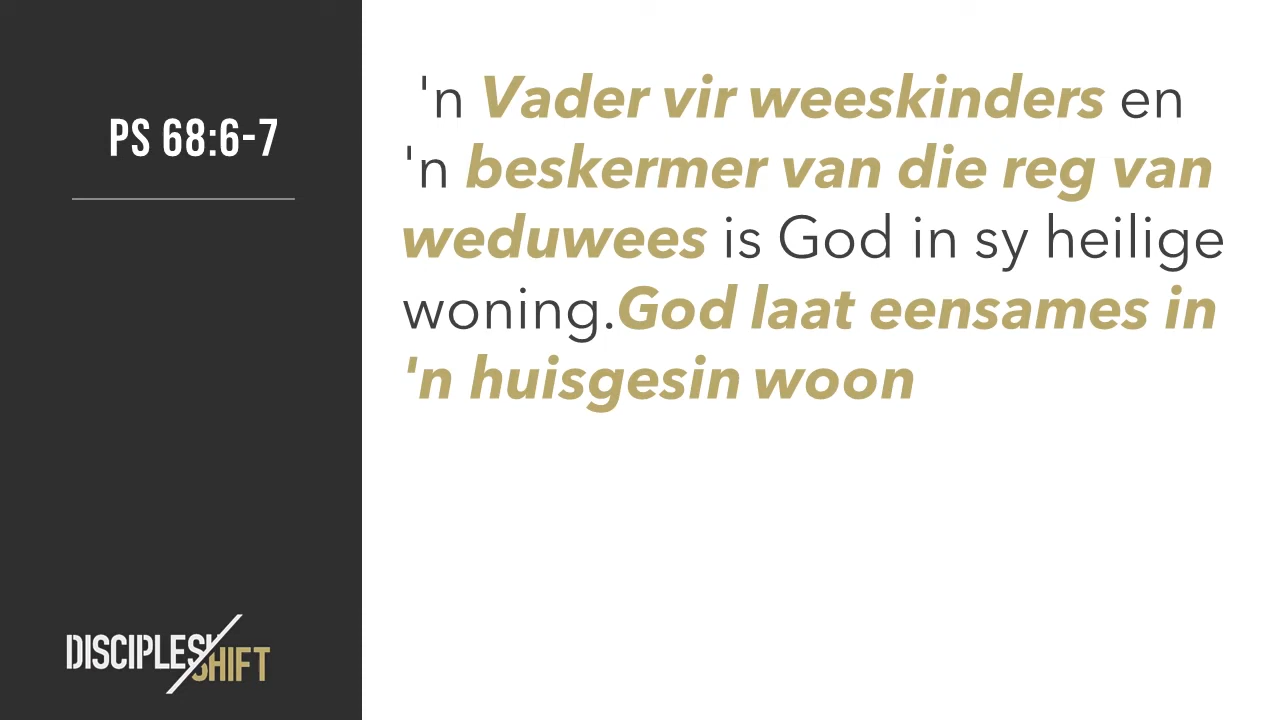 PS 68:6-7
'n Vader vir weeskinders en
'n beskermer van die reg van
weduwees is God in sy heilige
woning.God laat eensames in
'n huisgesin woon
DISCIPLESHIFT